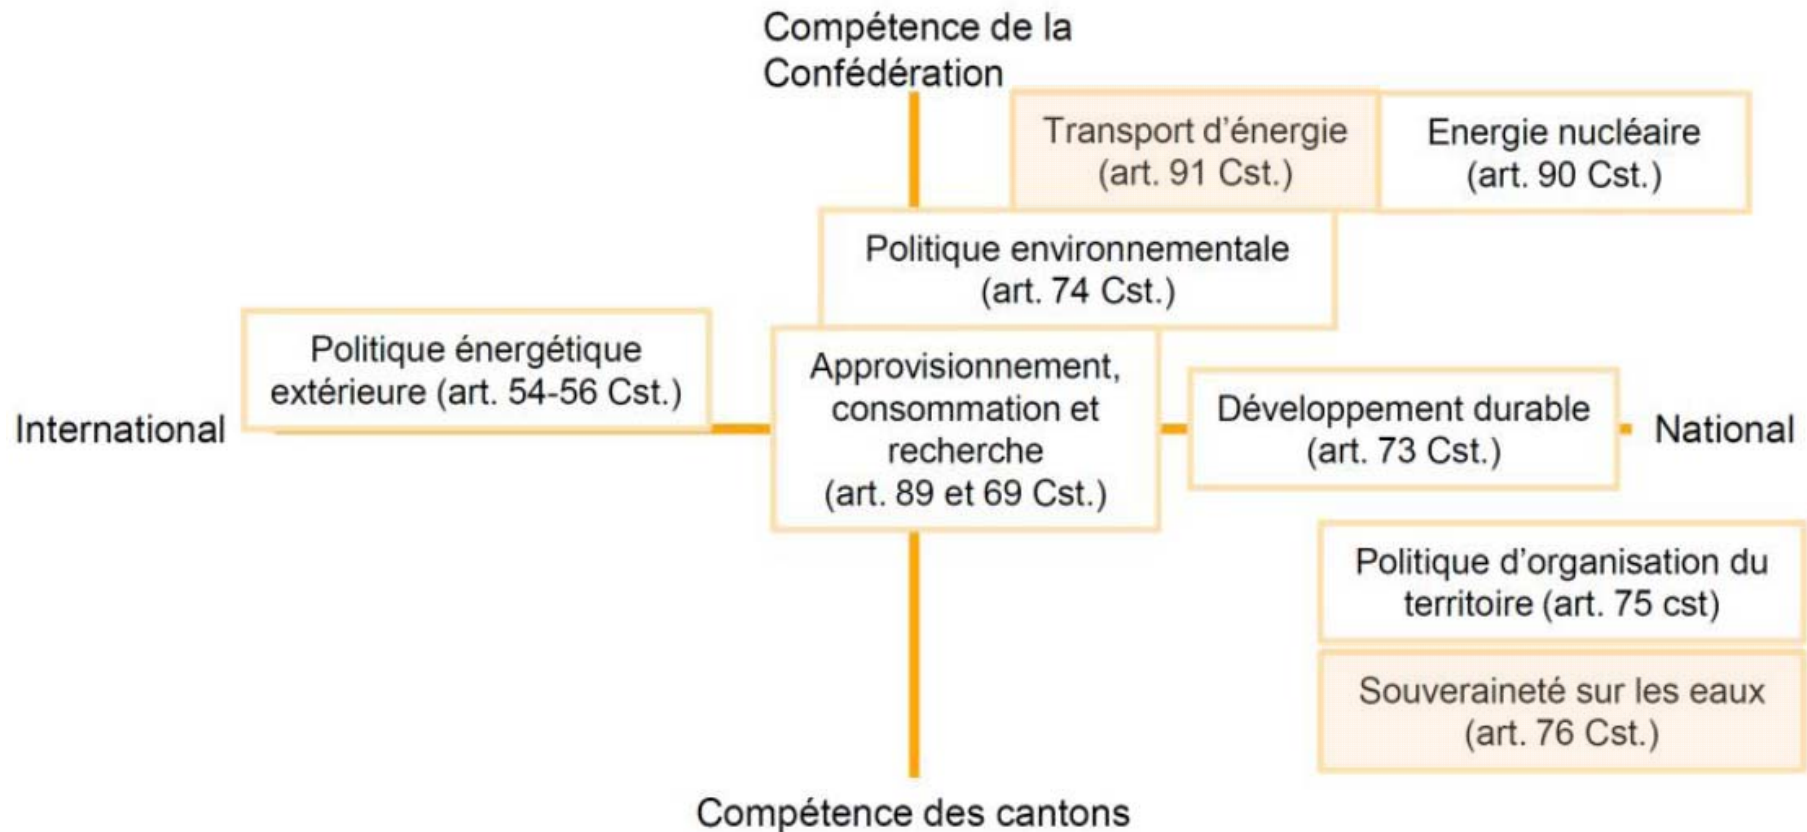 Compétence de la
Confédération
Transport d'énergie
(art. 91 Cst.)
Energie nucléaire
(art. 90 Cst.)
Politique environnementale
(art. 74 Cst.)
Politique énergétique
extérieure (art. 54-56 Cst.)
Approvisionnement,
consommation et
recherche
(art. 89 et 69 Cst.)
Développement durable
(art. 73 Cst.)
International
National
Politique d'organisation du
territoire (art. 75 cst)
Souveraineté sur les eaux
(art. 76 Cst.)
Compétence des cantons